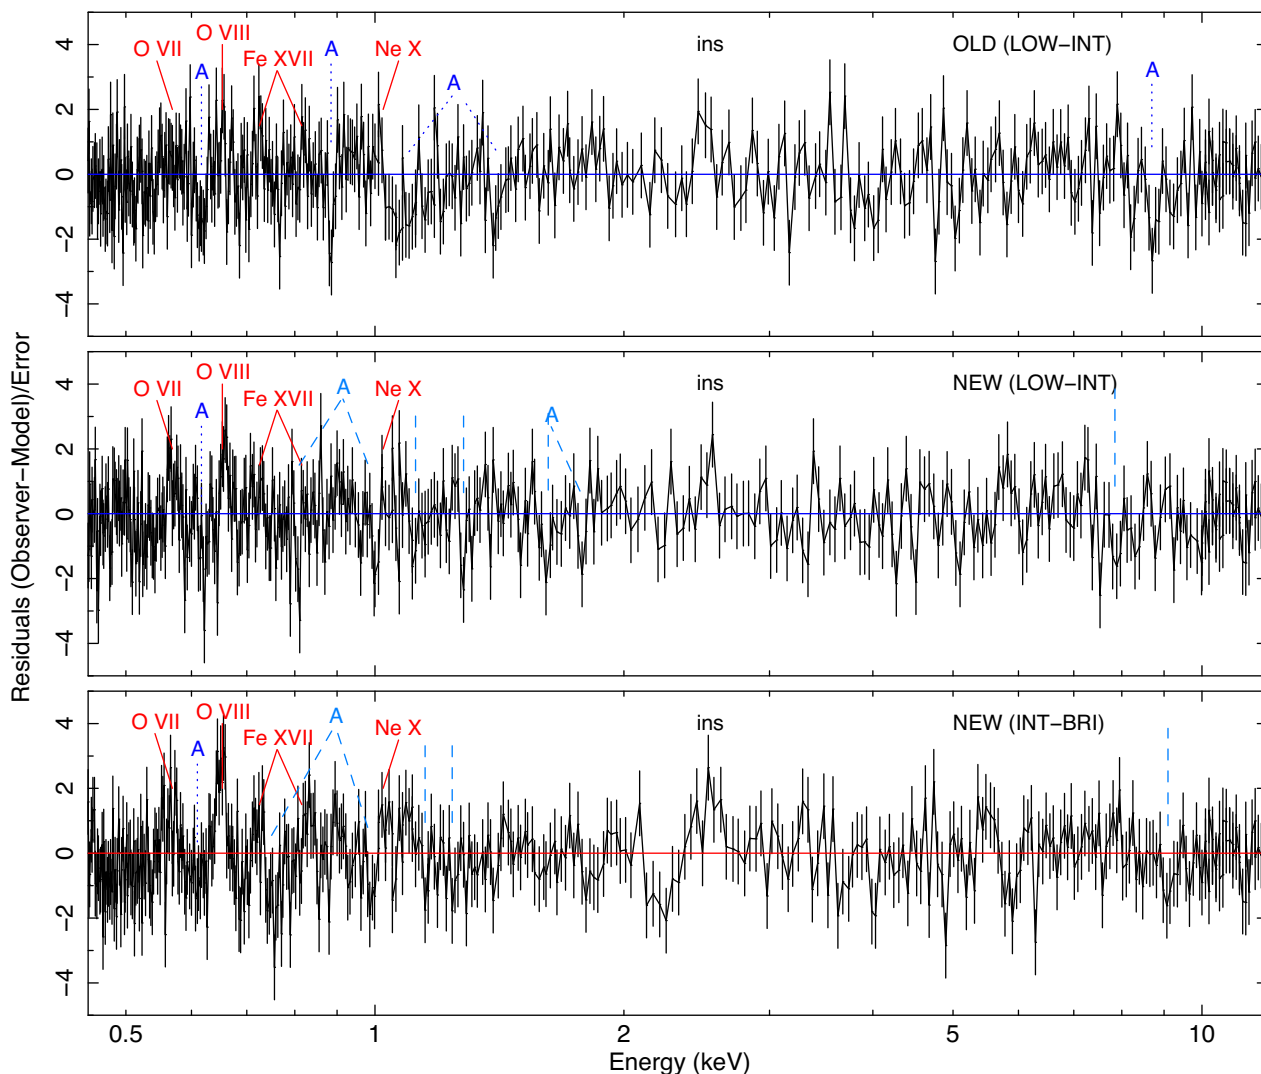 Residuals (Observer−Model)/Error
4
2
0
−2
−4
O VII
A
O VIII
Fe XVII
A
Ne X
A
ins
OLD (LOW−INT)
A
4
2
0
−2
−4
O VII
A
O VIII
Fe XVII
A
Ne X
A
ins
NEW (LOW−INT)
4
2
0
−2
−4
O VII
A
O VIII
Fe XVII
A
Ne X
ins
NEW (INT−BRI)
0.5
1
2
5
10
Energy (keV)